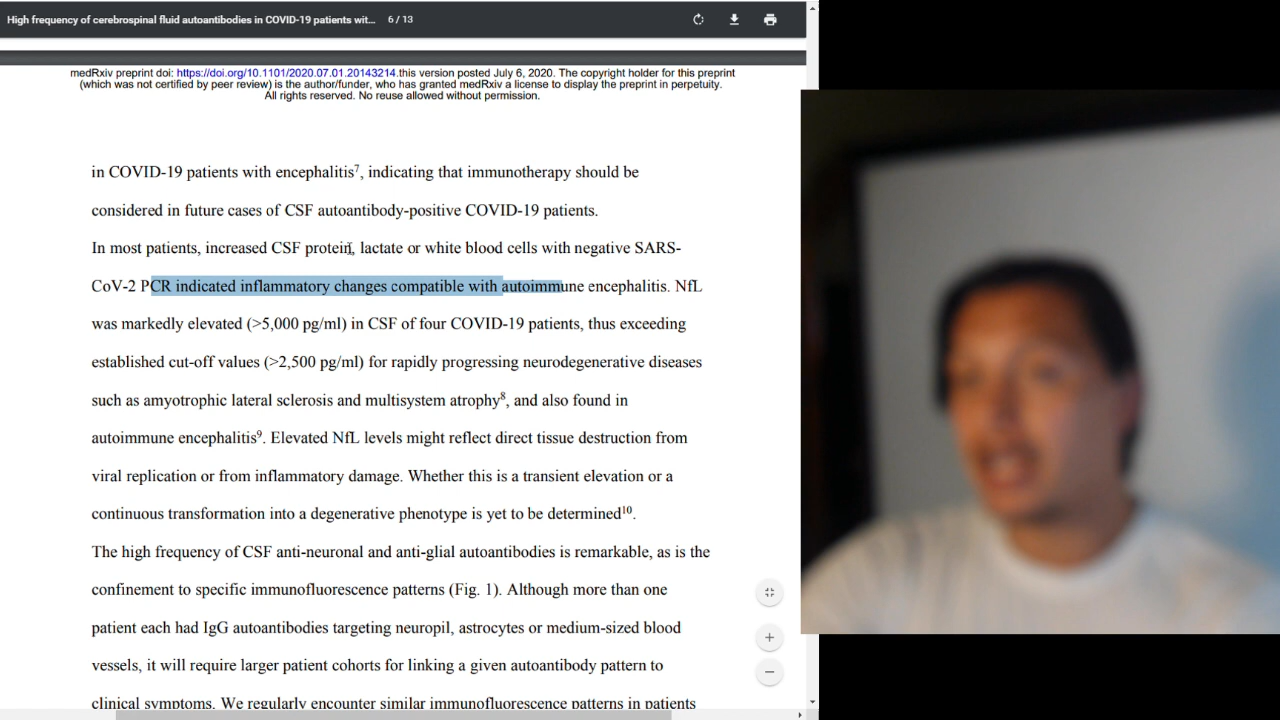 High frequency of cerebrospinal fluid autoantibodies in COVID-19 patients wit... 6 / 13
medRxiv preprint doi: https://doi.org/10.1101/2020.07.01.20143214.this version posted July 6, 2020. The copyright holder for this preprint
(which was not certified by peer review) is the author/funder, who has granted medRxiv a license to display the preprint in perpetuity.
All rights reserved. No reuse allowed without permission.
in COVID-19 patients with encephalitis⁷, indicating that immunotherapy should be
considered in future cases of CSF autoantibody-positive COVID-19 patients.
In most patients, increased CSF protein, lactate or white blood cells with negative SARS-
CoV-2 PCR indicated inflammatory changes compatible with autoimmune encephalitis. NfL
was markedly elevated (>5,000 pg/ml) in CSF of four COVID-19 patients, thus exceeding
established cut-off values (>2,500 pg/ml) for rapidly progressing neurodegenerative diseases
such as amyotrophic lateral sclerosis and multisystem atrophy⁸, and also found in
autoimmune encephalitis⁹. Elevated NfL levels might reflect direct tissue destruction from
viral replication or from inflammatory damage. Whether this is a transient elevation or a
continuous transformation into a degenerative phenotype is yet to be determined¹⁰.
The high frequency of CSF anti-neuronal and anti-glial autoantibodies is remarkable, as is the
confinement to specific immunofluorescence patterns (Fig. 1). Although more than one
patient each had IgG autoantibodies targeting neuropil, astrocytes or medium-sized blood
vessels, it will require larger patient cohorts for linking a given autoantibody pattern to
clinical symptoms. We regularly encounter similar immunofluorescence patterns in patients